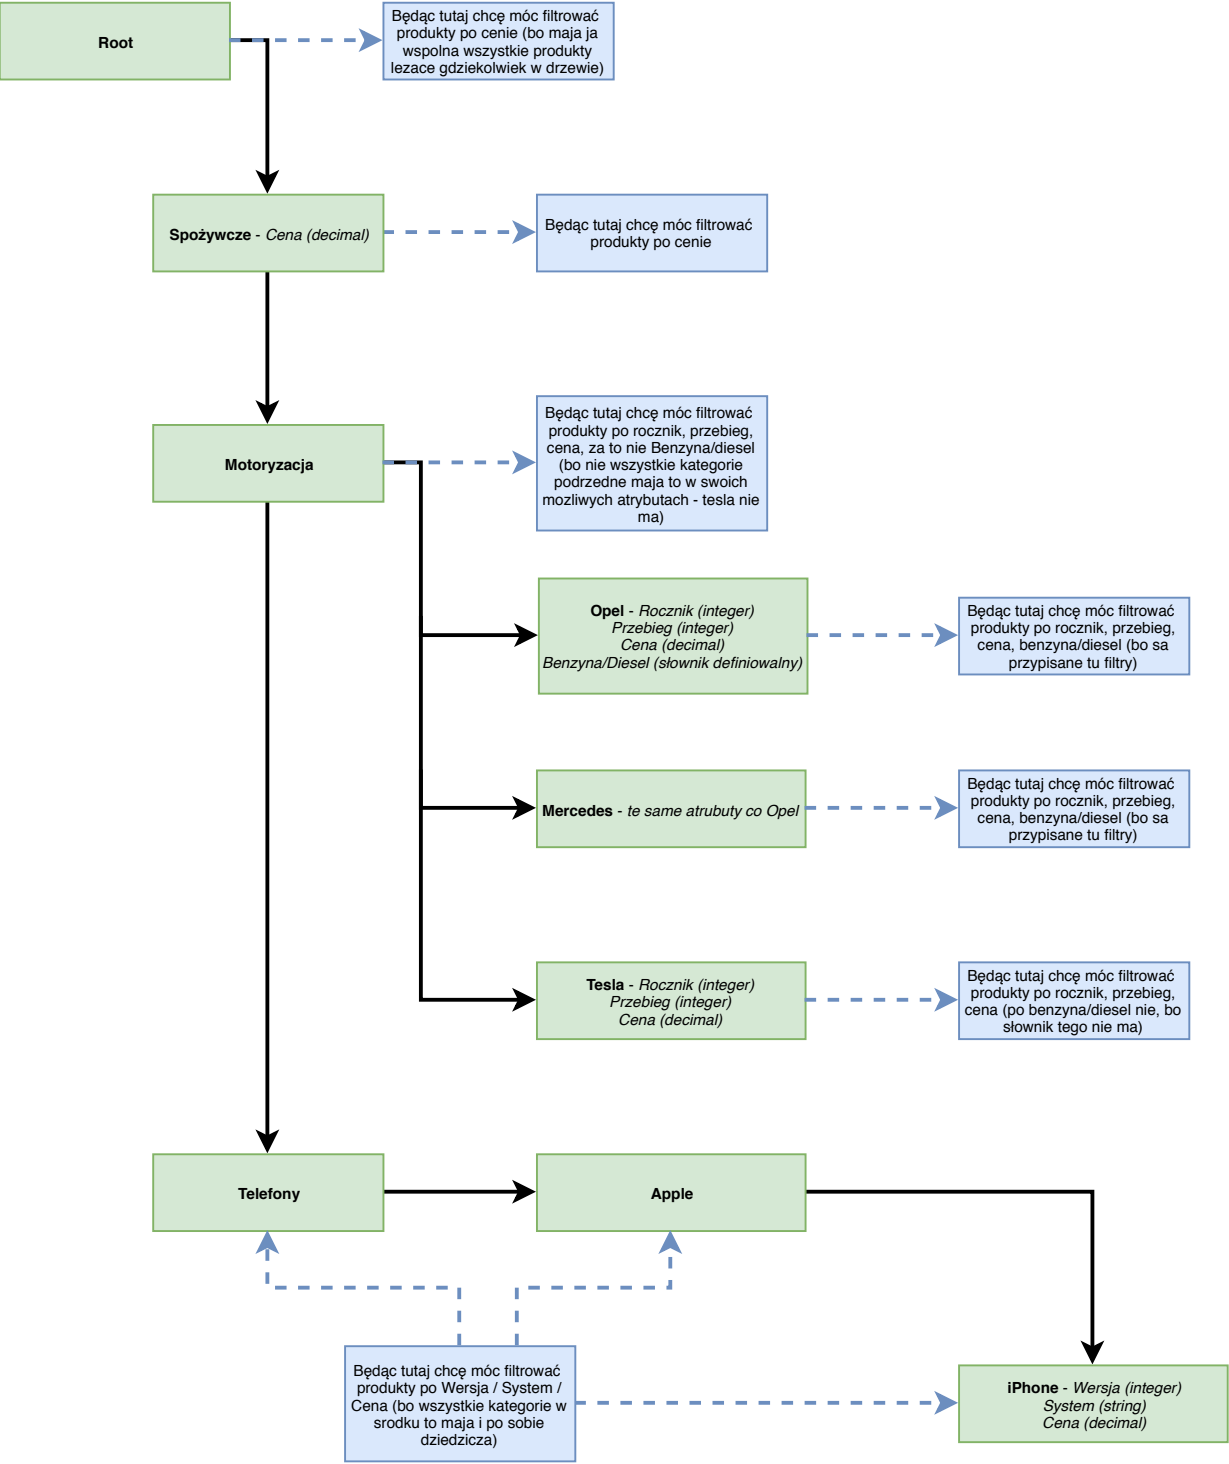 Root
Będąc tutaj chcę móc filtrować
produkty po cenie (bo maja ja
wspolna wszystkie produkty
lezace gdziekolwiek w drzewie)
Spożywcze - Cena (decimal)
Będąc tutaj chcę móc filtrować
produkty po cenie
Motoryzacja
Będąc tutaj chcę móc filtrować
produkty po rocznik, przebieg,
cena, za to nie Benzyna/diesel
(bo nie wszystkie kategorie
podrzedne maja to w swoich
mozliwych atrybutach - tesla nie
ma)
Opel - Rocznik (integer)
Przebieg (integer)
Cena (decimal)
Benzyna/Diesel (słownik definiowalny)
Będąc tutaj chcę móc filtrować
produkty po rocznik, przebieg,
cena, benzyna/diesel (bo sa
przypisane tu filtry)
Mercedes - te same atrubuty co Opel
Będąc tutaj chcę móc filtrować
produkty po rocznik, przebieg,
cena, benzyna/diesel (bo sa
przypisane tu filtry)
Tesla - Rocznik (integer)
Przebieg (integer)
Cena (decimal)
Będąc tutaj chcę móc filtrować
produkty po rocznik, przebieg,
cena (po benzyna/diesel nie, bo
słownik tego nie ma)
Telefony
Apple
Będąc tutaj chcę móc filtrować
produkty po Wersja / System /
Cena (bo wszystkie kategorie w
srodku to maja i po sobie
dziedzicza)
iPhone - Wersja (integer)
System (string)
Cena (decimal)